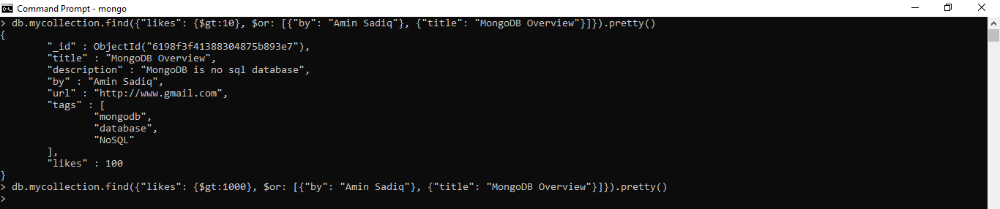 Command Prompt - mongo
> db.mycollection.find({"likes": {$gt:10}, $or: [{"by": "Amin Sadiq"}, {"title": "MongoDB Overview"}]}).pretty()
{
        "_id" : ObjectId("6198f3f41388304875b893e7"),
        "title" : "MongoDB Overview",
        "description" : "MongoDB is no sql database",
        "by" : "Amin Sadiq",
        "url" : "http://www.gmail.com",
        "tags" : [
                "mongodb",
                "database",
                "NoSQL"
        ],
        "likes" : 100
}
> db.mycollection.find({"likes": {$gt:1000}, $or: [{"by": "Amin Sadiq"}, {"title": "MongoDB Overview"}]}).pretty()
>